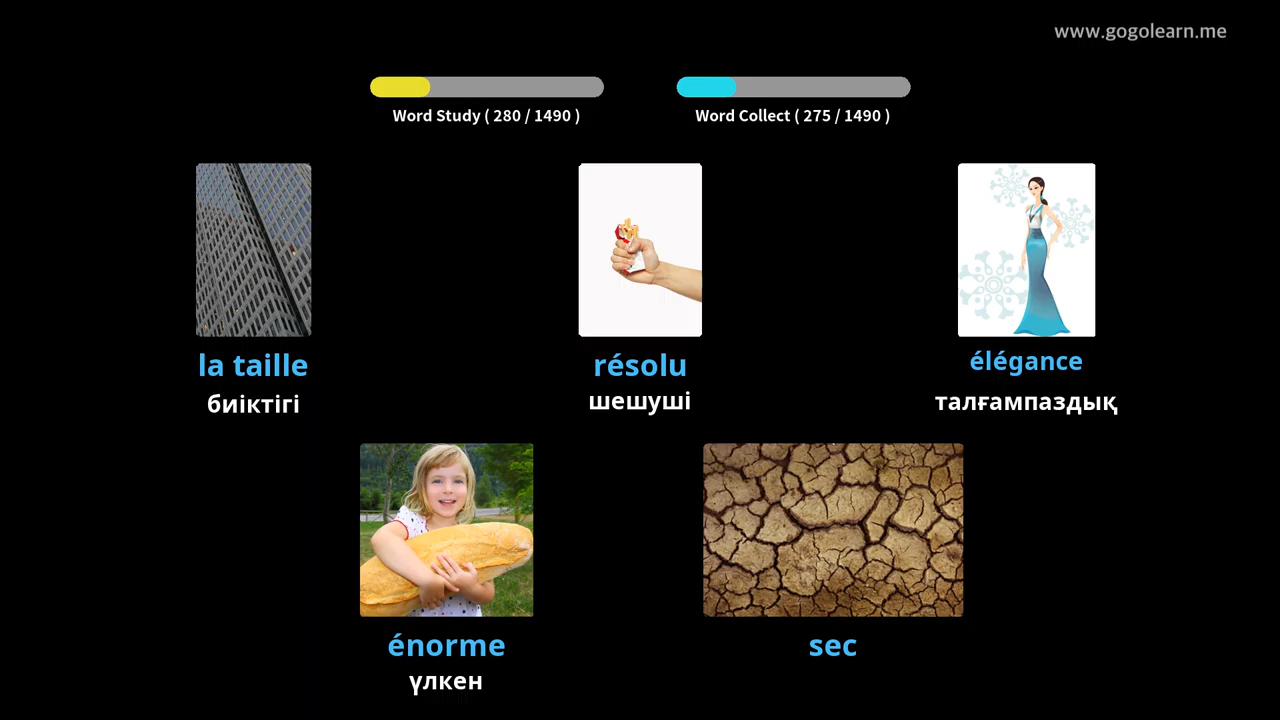 www.gogolearn.me
Word Study ( 280 / 1490 )
Word Collect ( 275 / 1490 )
la taille
биіктігі
résolu
шешуші
élégance
талғампаздық
énorme
үлкен
sec